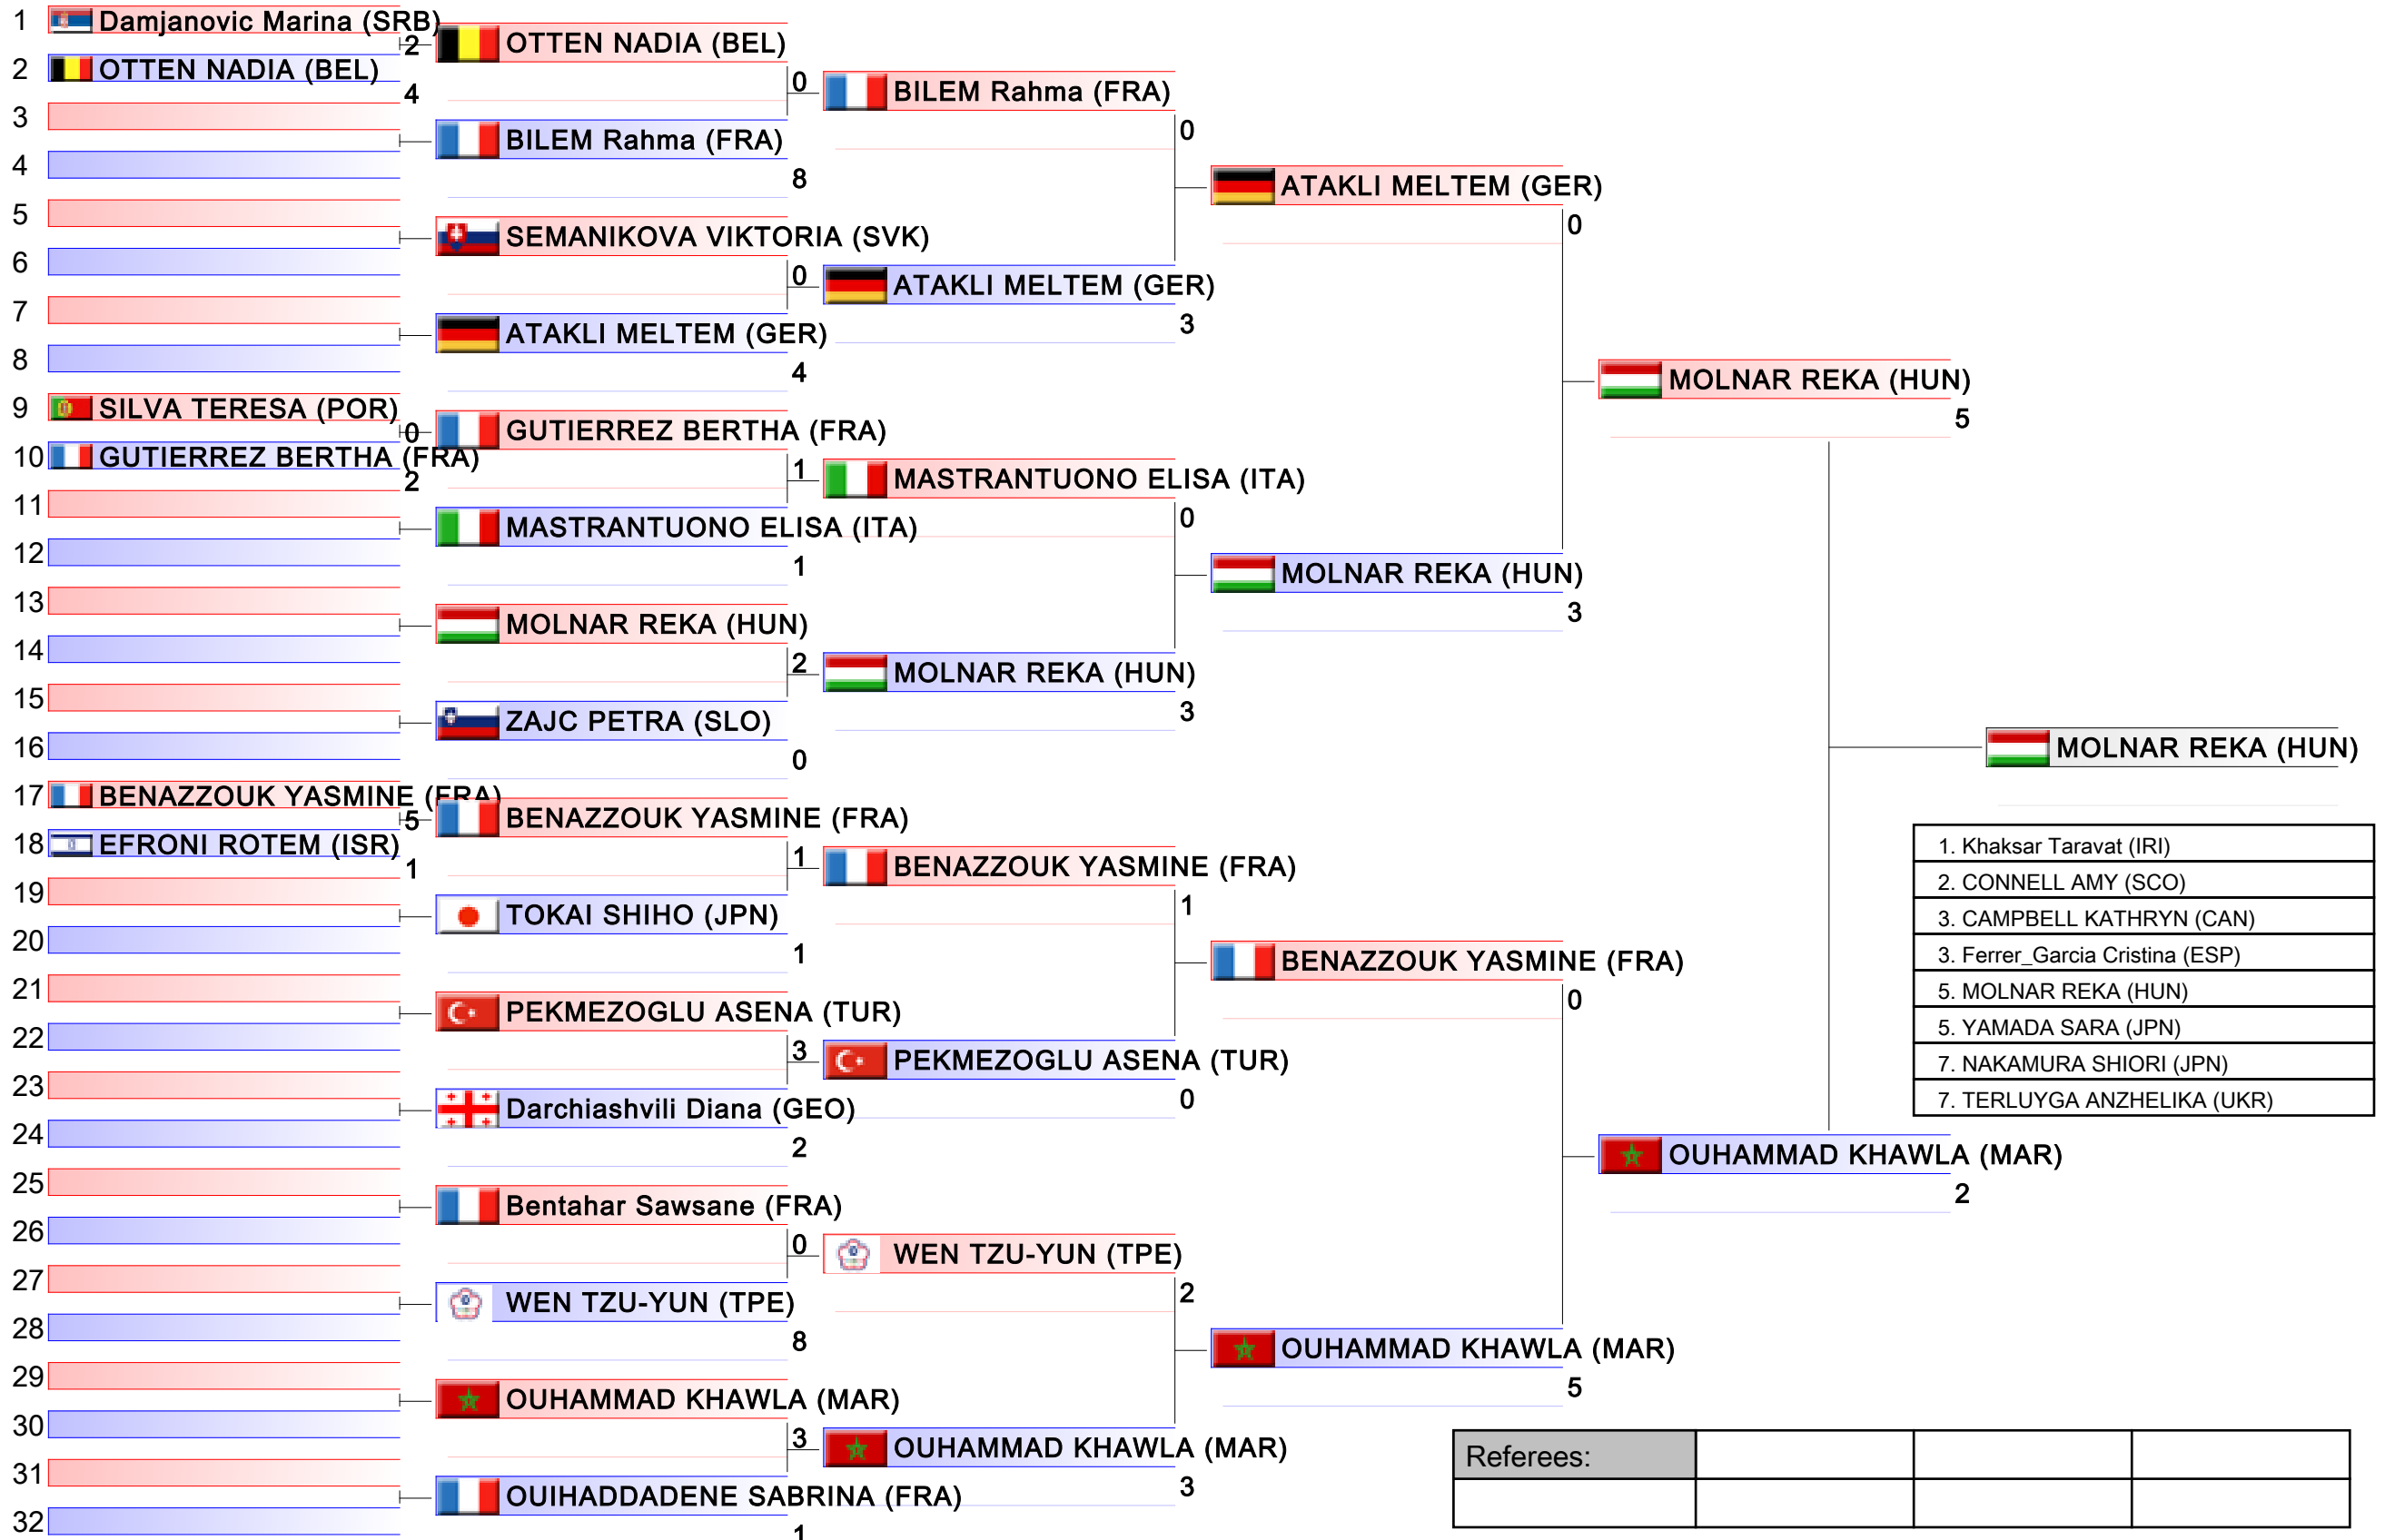 1 Damjanovic Marina (SRB)
2
2 OTTEN NADIA (BEL)
4
3
4
5
6
7
8
9 SILVA TERESA (POR)
0
10 GUTIERREZ BERTHA (FRA)
2
11
12
13
14
15
16
17 BENAZZOUK YASMINE (FRA)
5
18 EFRONI ROTEM (ISR)
1
19
20
21
22
23
24
25
26
27
28
29
30
31
32
OTTEN NADIA (BEL)
0
BILEM Rahma (FRA)
8
SEMANIKOVA VIKTORIA (SVK)
0
ATAKLI MELTEM (GER)
4
GUTIERREZ BERTHA (FRA)
1
MASTRANTUONO ELISA (ITA)
1
MOLNAR REKA (HUN)
2
ZAJC PETRA (SLO)
0
BENAZZOUK YASMINE (FRA)
1
TOKAI SHIHO (JPN)
1
PEKMEZOGLU ASENA (TUR)
3
Darchiashvili Diana (GEO)
2
Bentahar Sawsane (FRA)
0
WEN TZU-YUN (TPE)
8
OUHAMMAD KHAWLA (MAR)
3
OUIHADDADENE SABRINA (FRA)
1
BILEM Rahma (FRA)
0
ATAKLI MELTEM (GER)
3
MASTRANTUONO ELISA (ITA)
0
MOLNAR REKA (HUN)
3
BENAZZOUK YASMINE (FRA)
1
PEKMEZOGLU ASENA (TUR)
0
WEN TZU-YUN (TPE)
2
OUHAMMAD KHAWLA (MAR)
3
ATAKLI MELTEM (GER)
0
MOLNAR REKA (HUN)
3
BENAZZOUK YASMINE (FRA)
0
OUHAMMAD KHAWLA (MAR)
5
MOLNAR REKA (HUN)
5
OUHAMMAD KHAWLA (MAR)
2
MOLNAR REKA (HUN)
1. Khaksar Taravat (IRI)
2. CONNELL AMY (SCO)
3. CAMPBELL KATHRYN (CAN)
3. Ferrer_Garcia Cristina (ESP)
5. MOLNAR REKA (HUN)
5. YAMADA SARA (JPN)
7. NAKAMURA SHIORI (JPN)
7. TERLUYGA ANZHELIKA (UKR)
Referees: